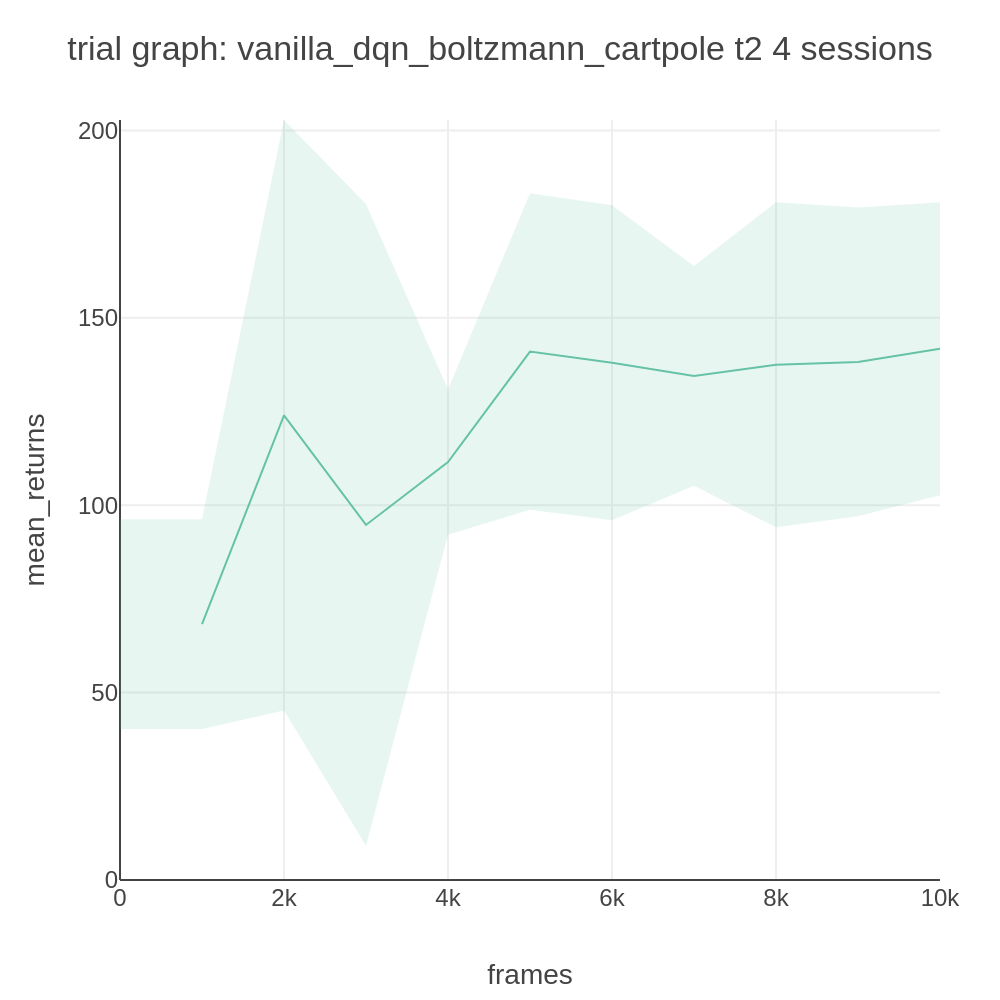 trial graph: vanilla_dqn_boltzmann_cartpole t2 4 sessions
200
150
100
50
0
mean_returns
0 2k 4k 6k 8k 10k
frames